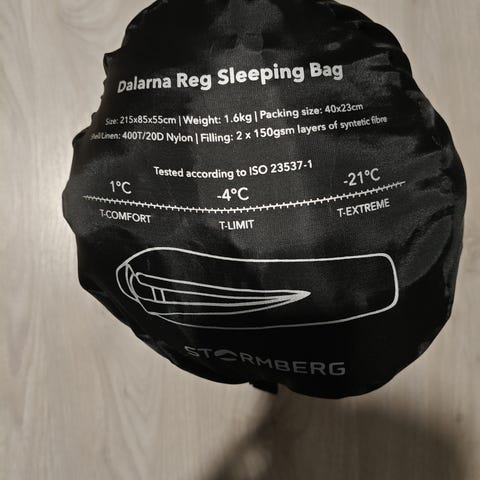 Dalarna Reg Sleeping Bag
Size: 215x85x55cm | Weight: 1.6kg | Packing size: 40x23cm
Shell/Linen: 400T/20D Nylon | Filling: 2 x 150gsm layers of syntetic fibre
Tested according to ISO 23537-1
1°C -4°C -21°C
T-COMFORT T-LIMIT T-EXTREME
STORMBERG